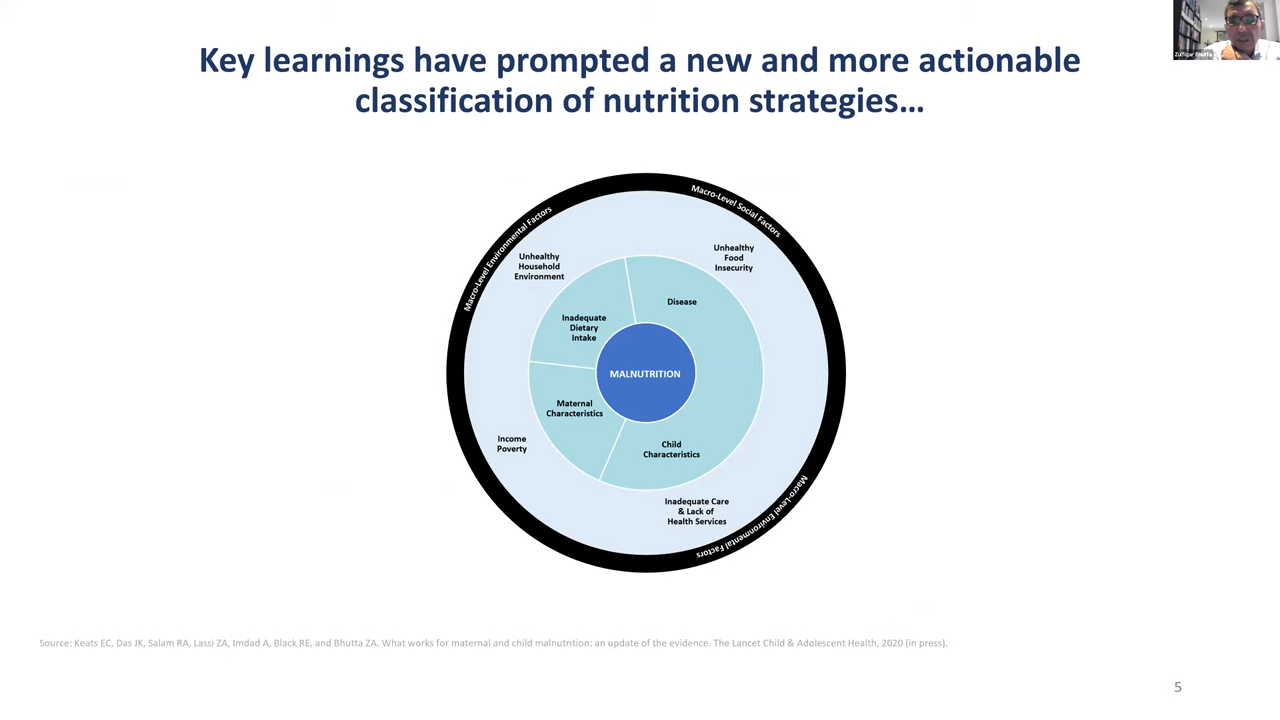 Zulfiqar Bhutta
Key learnings have prompted a new and more actionable
classification of nutrition strategies…
Macro-Level Environmental Factors
Macro-Level Social Factors
Unhealthy
Household
Environment
Unhealthy
Food
Insecurity
Disease
Inadequate
Dietary
Intake
MALNUTRITION
Maternal
Characteristics
Income
Poverty
Child
Characteristics
Inadequate Care
& Lack of
Health Services
Macro-Level Environmental Factors
Source: Keats EC, Das JK, Salam RA, Lassi ZA, Imdad A, Black RE, and Bhutta ZA. What works for maternal and child malnutrition: an update of the evidence. The Lancet Child & Adolescent Health, 2020 (in press).
5